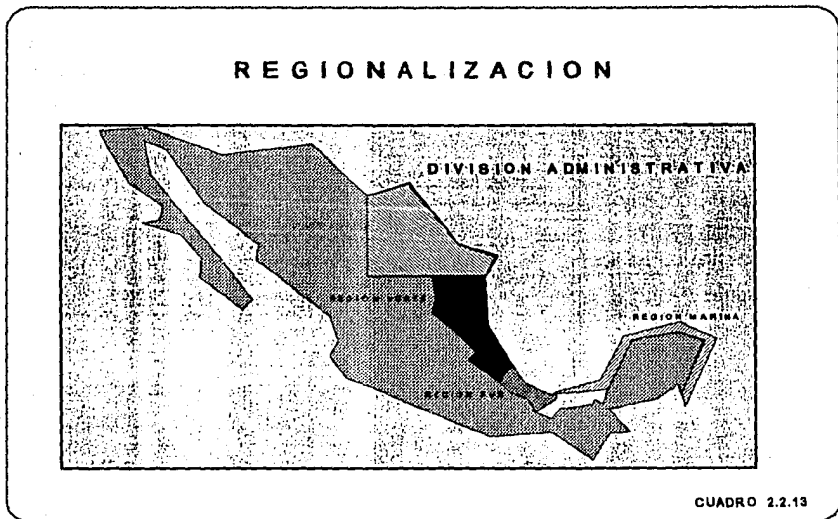 REGIONALIZACION
DIVISION ADMINISTRATIVA
REGION NORTE
REGION MARINA
REGION SUR
CUADRO 2.2.13